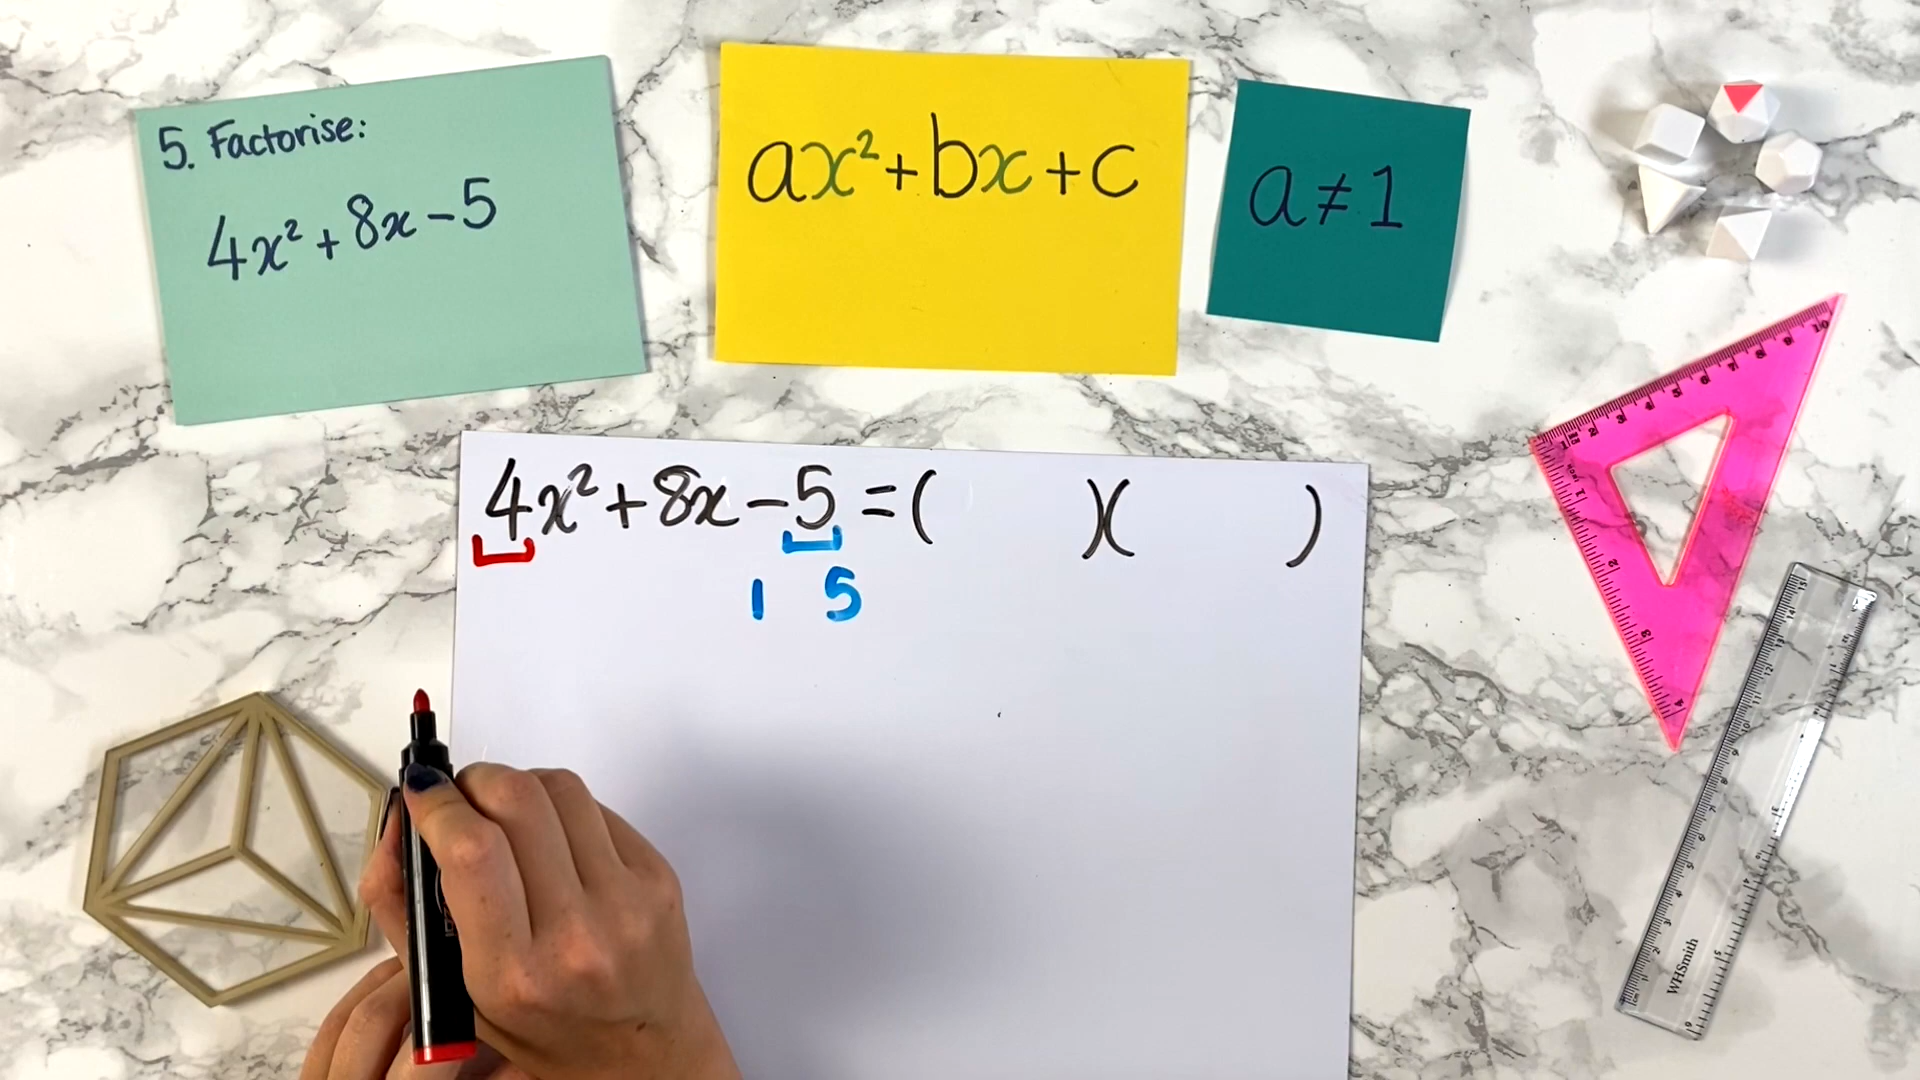 5. Factorise:
4x² + 8x - 5
ax² + bx + c
a ≠ 1
4x² + 8x - 5 = ( )( )
1 5
WHSmith